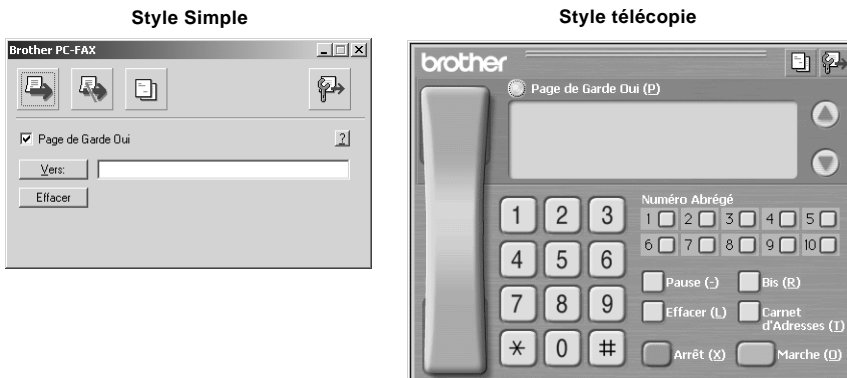 Style Simple
Style télécopie
Brother PC-FAX
Page de Garde Oui
?
Vers:
Effacer
brother
Page de Garde Oui (P)
Numéro Abrégé
1 2 3 4 5
6 7 8 9 10
1 2 3
4 5 6
7 8 9
* 0 #
Pause (-) Bis (R)
Effacer (L) Carnet
d'Adresses (T)
Arrêt (X) Marche (O)